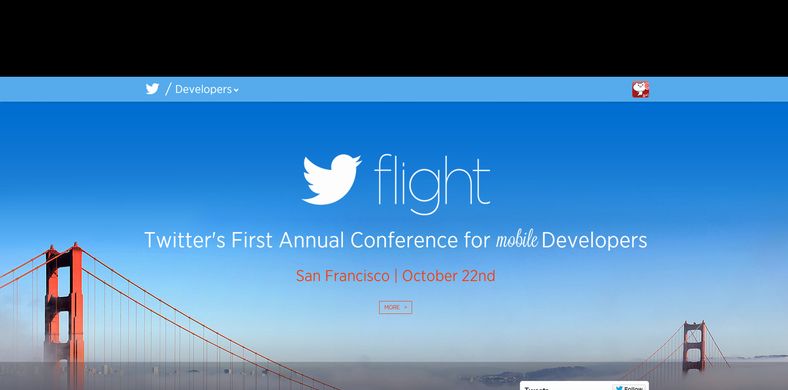 / Developers
flight
Twitter's First Annual Conference for mobile Developers
San Francisco | October 22nd
MORE
Tweets
Follow